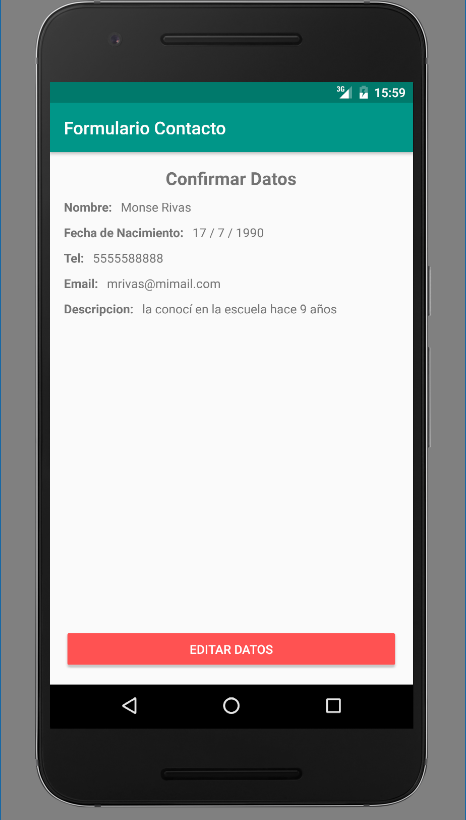 3G 15:59
Formulario Contacto
Confirmar Datos
Nombre: Monse Rivas
Fecha de Nacimiento: 17 / 7 / 1990
Tel: 5555588888
Email: mrivas@mimail.com
Descripcion: la conocí en la escuela hace 9 años
EDITAR DATOS